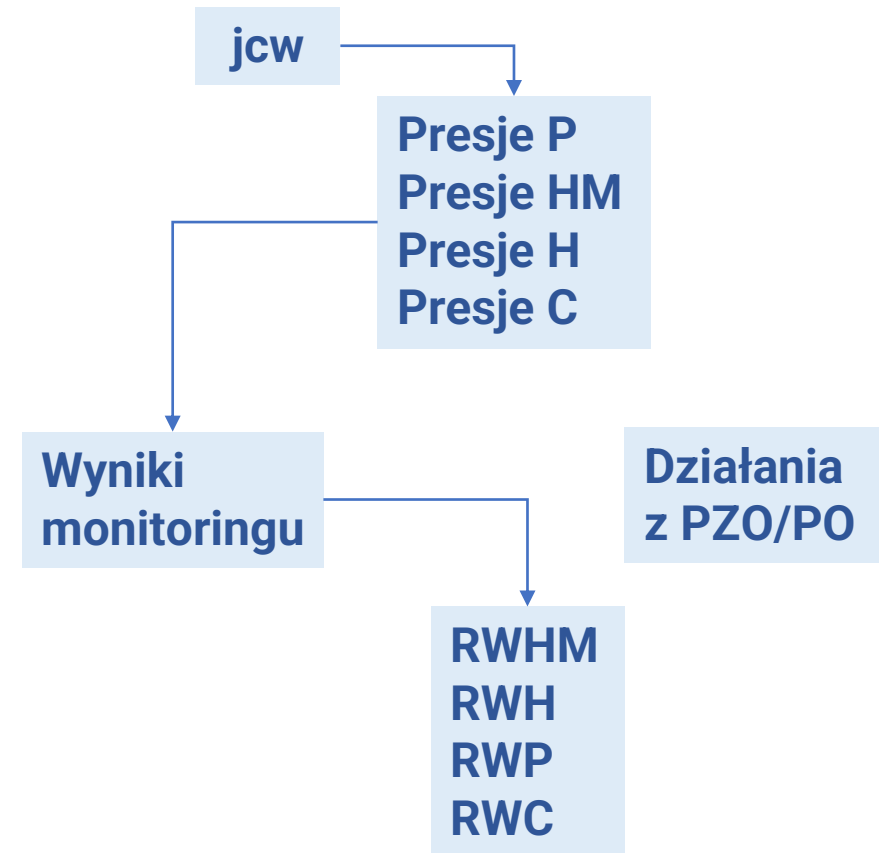 jcw
Presje P
Presje HM
Presje H
Presje C
Wyniki
monitoringu
Działania
z PZO/PO
RWHM
RWH
RWP
RWC